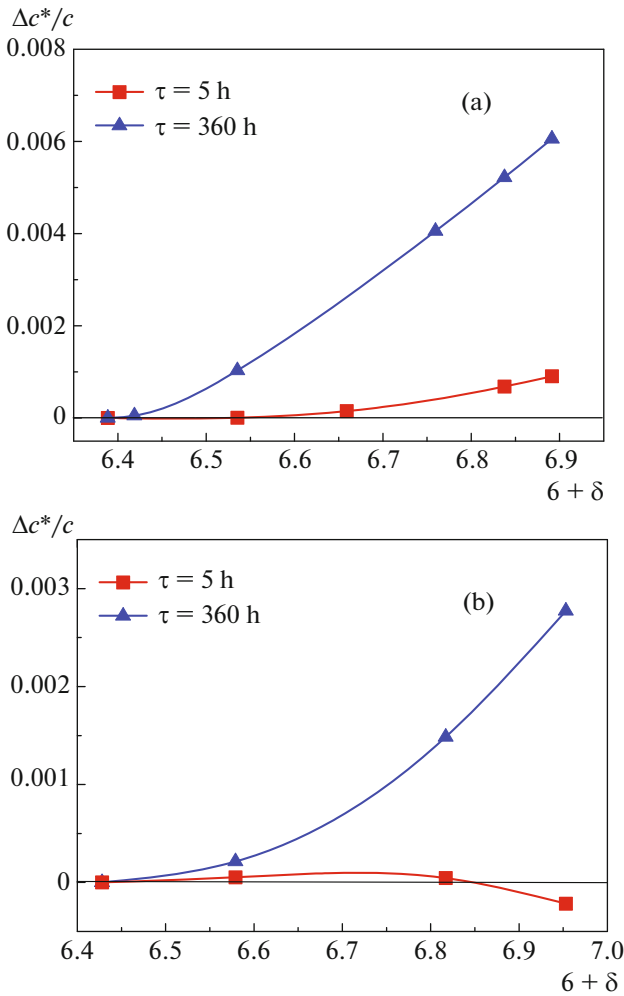 Δc*/c
0.008
τ = 5 h
(a)
τ = 360 h
0.006
0.004
0.002
0
6.4 6.5 6.6 6.7 6.8 6.9
6 + δ
Δc*/c
0.003
τ = 5 h
(b)
τ = 360 h
0.002
0.001
0
6.4 6.5 6.6 6.7 6.8 6.9 7.0
6 + δ